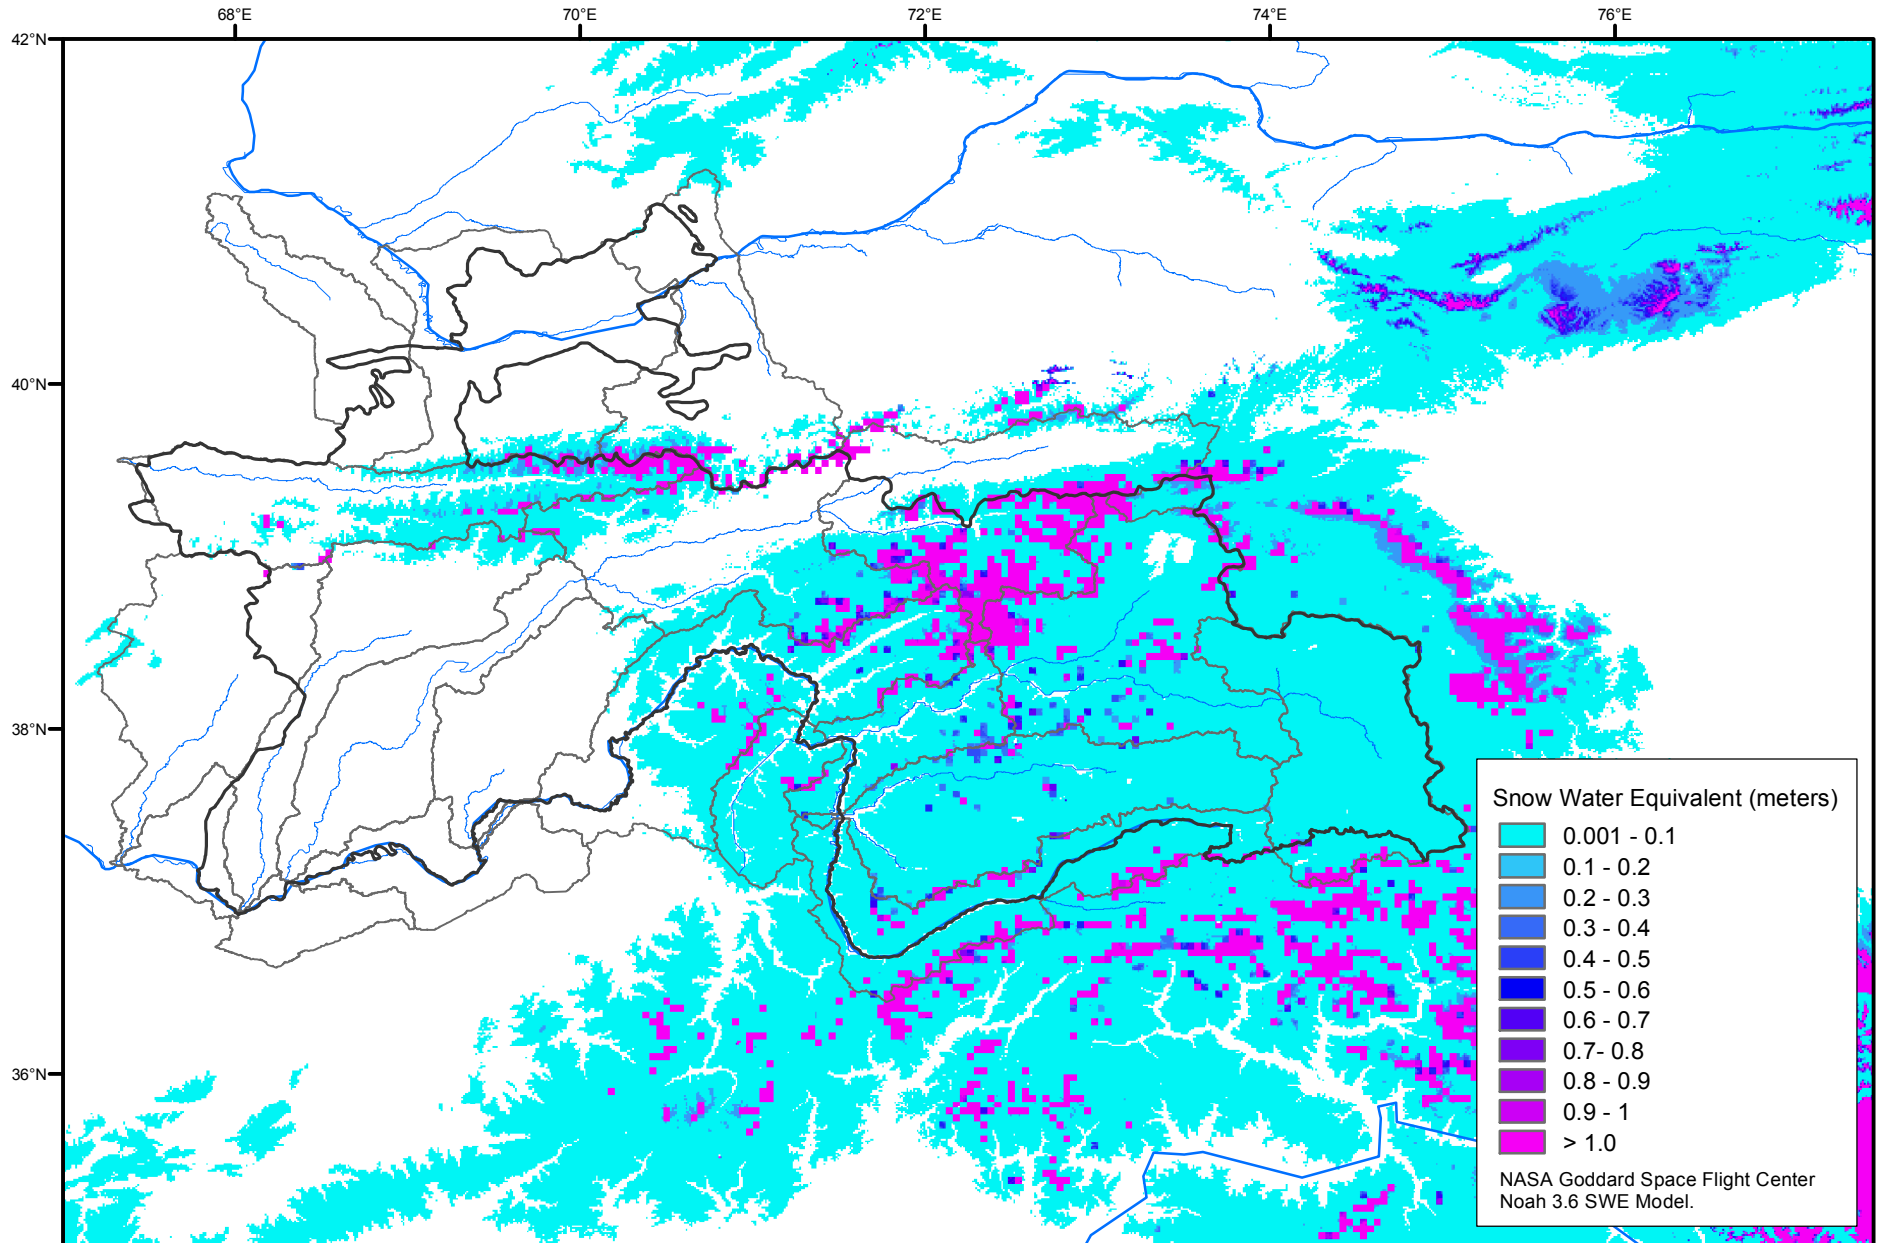 68°E 70°E 72°E 74°E 76°E
42°N
40°N
38°N
36°N
Snow Water Equivalent (meters)
0.001 - 0.1
0.1 - 0.2
0.2 - 0.3
0.3 - 0.4
0.4 - 0.5
0.5 - 0.6
0.6 - 0.7
0.7- 0.8
0.8 - 0.9
0.9 - 1
> 1.0
NASA Goddard Space Flight Center
Noah 3.6 SWE Model.